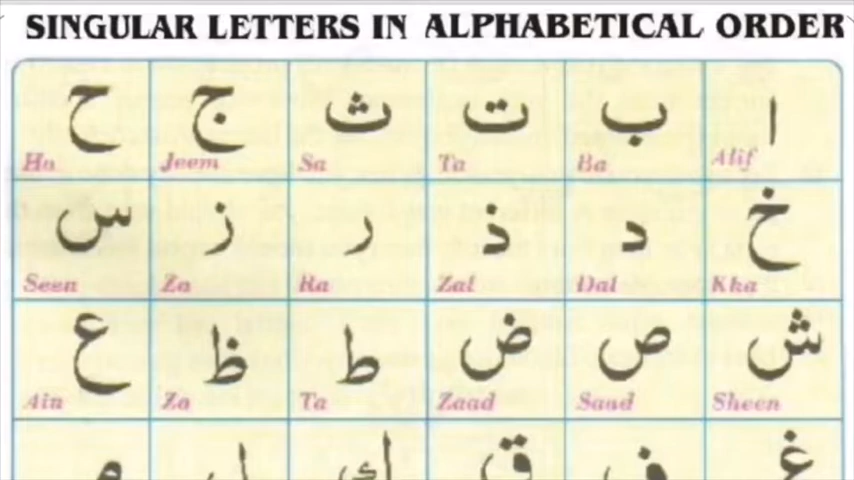 SINGULAR LETTERS IN ALPHABETICAL ORDER
ا ب ت ث ج ح
Alif Ba Ta Sa Jeem Ha
خ د ذ ر ز س
Kha Dal Zal Ra Za Seen
ش ص ض ط ظ ع
Sheen Saad Zaad Ta Za Ain
غ ف ق ك ل م